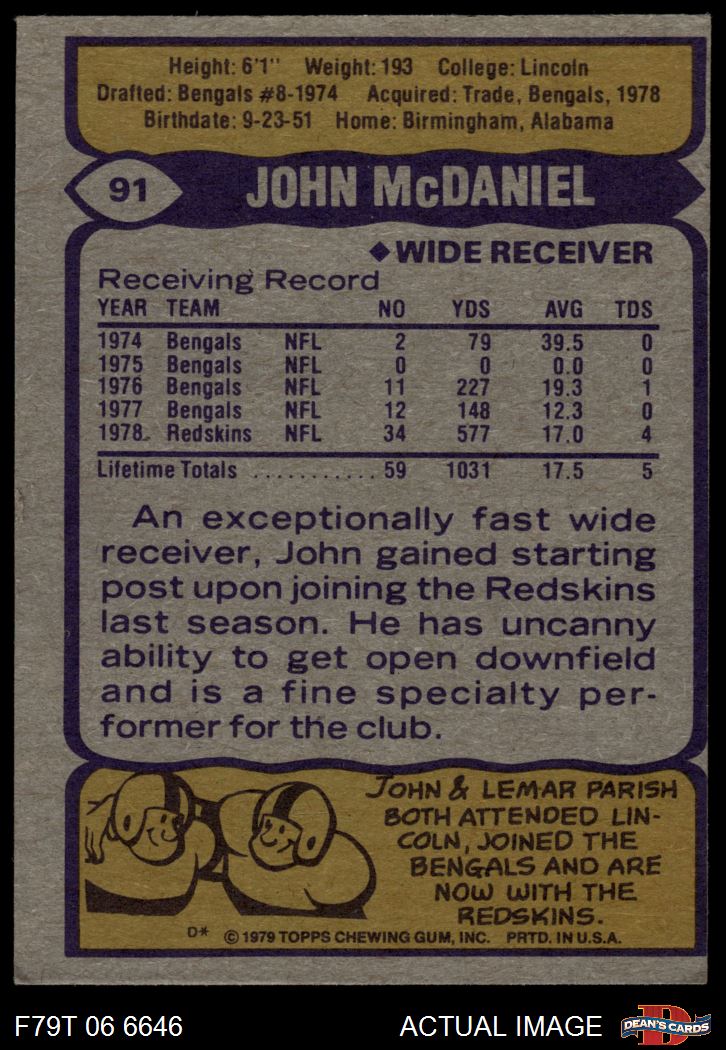 Height: 6'1" Weight: 193 College: Lincoln
Drafted: Bengals #8-1974 Acquired: Trade, Bengals, 1978
Birthdate: 9-23-51 Home: Birmingham, Alabama
91 JOHN McDANIEL
◆WIDE RECEIVER
Receiving Record
YEAR TEAM NO YDS AVG TDS
1974 Bengals NFL 2 79 39.5 0
1975 Bengals NFL 0 0 0.0 0
1976 Bengals NFL 11 227 19.3 1
1977 Bengals NFL 12 148 12.3 0
1978 Redskins NFL 34 577 17.0 4
Lifetime Totals ............ 59 1031 17.5 5
An exceptionally fast wide
receiver, John gained starting
post upon joining the Redskins
last season. He has uncanny
ability to get open downfield
and is a fine specialty per-
former for the club.
JOHN & LEMAR PARISH
BOTH ATTENDED LIN-
COLN, JOINED THE
BENGALS AND ARE
NOW WITH THE
REDSKINS.
D* © 1979 TOPPS CHEWING GUM, INC. PRTD. IN U.S.A.
F79T 06 6646 ACTUAL IMAGE D DEAN'S CARDS